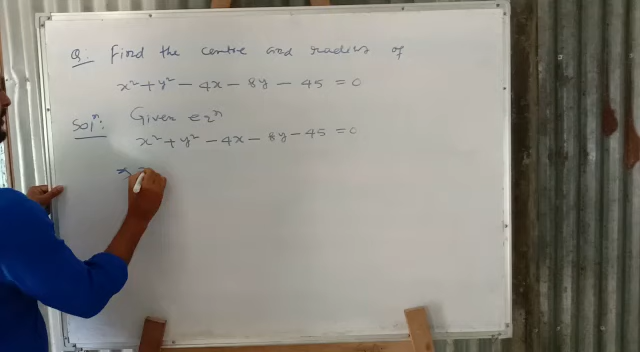 Q. Find the centre and radius of
x² + y² - 4x - 8y - 45 = 0
Solⁿ: Given eqⁿ
x² + y² - 4x - 8y - 45 = 0